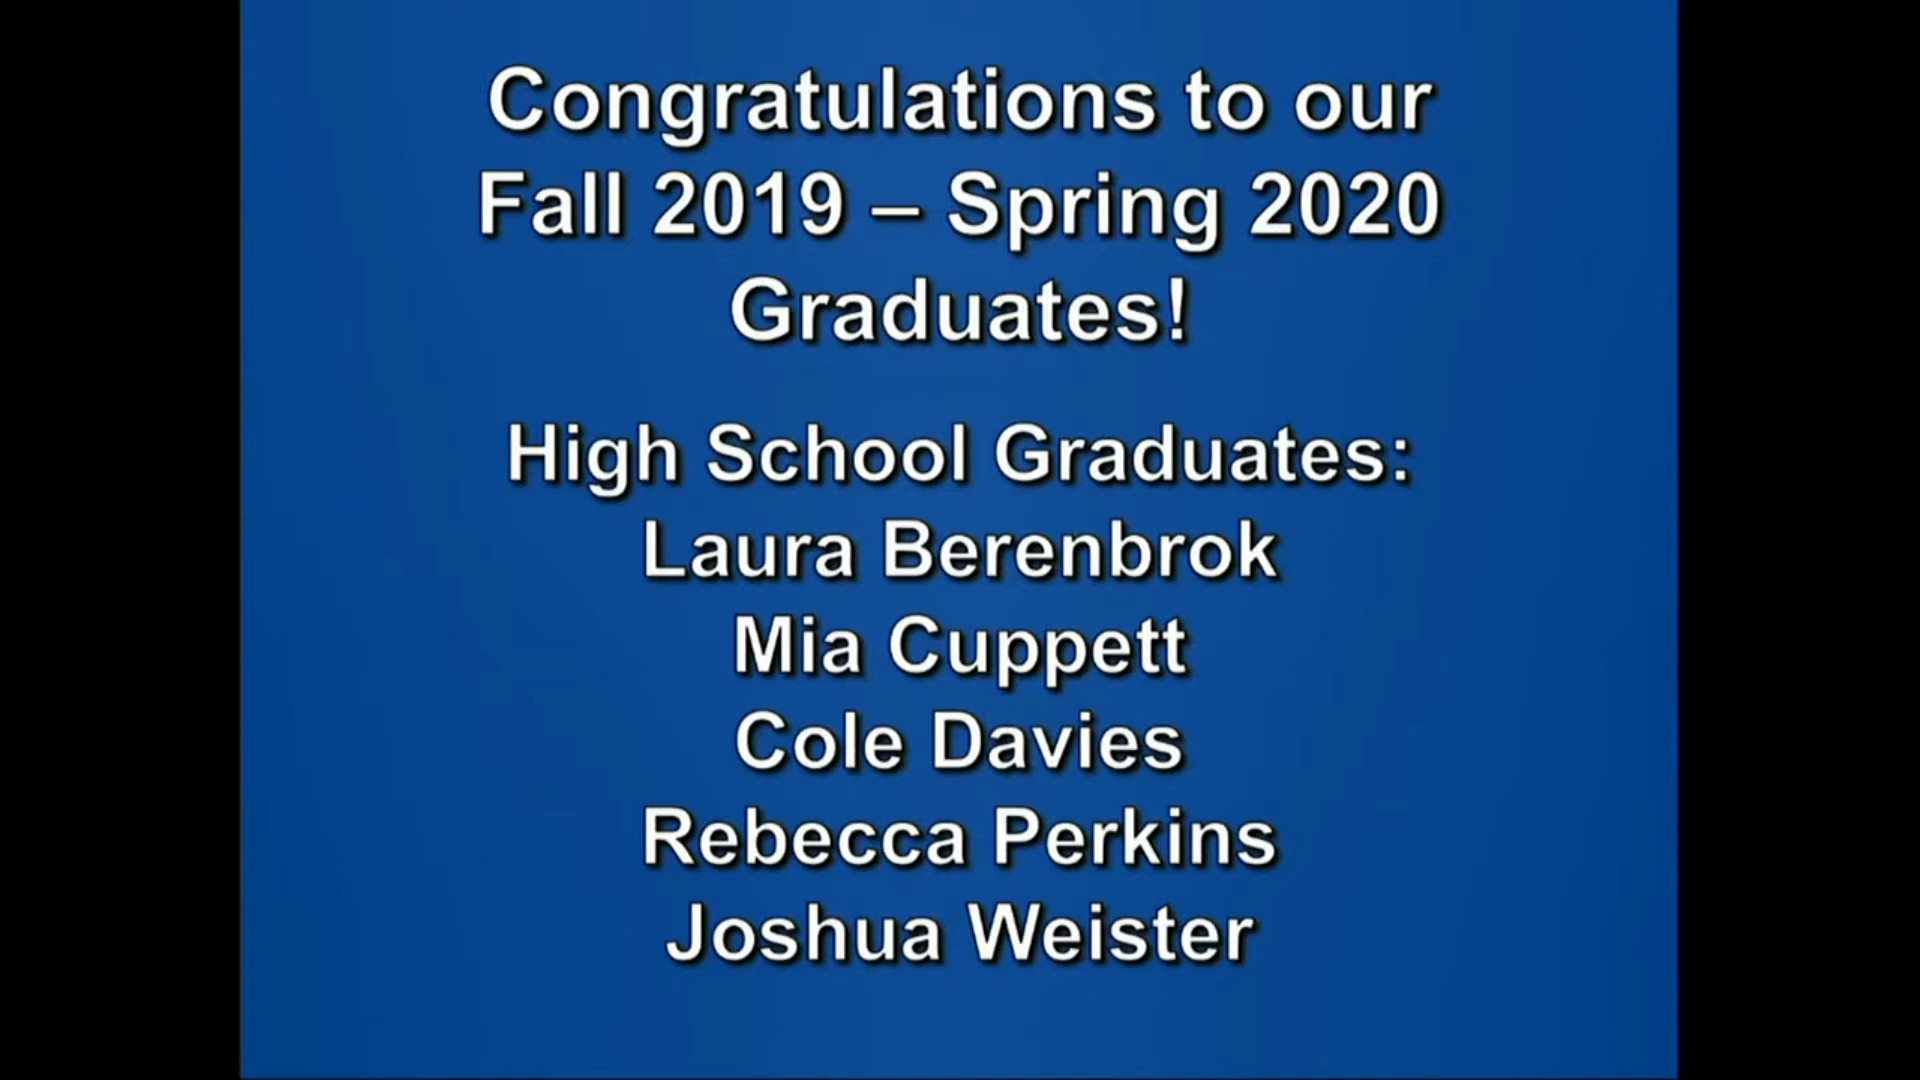 Congratulations to our
Fall 2019 – Spring 2020
Graduates!
High School Graduates:
Laura Berenbrok
Mia Cuppett
Cole Davies
Rebecca Perkins
Joshua Weister